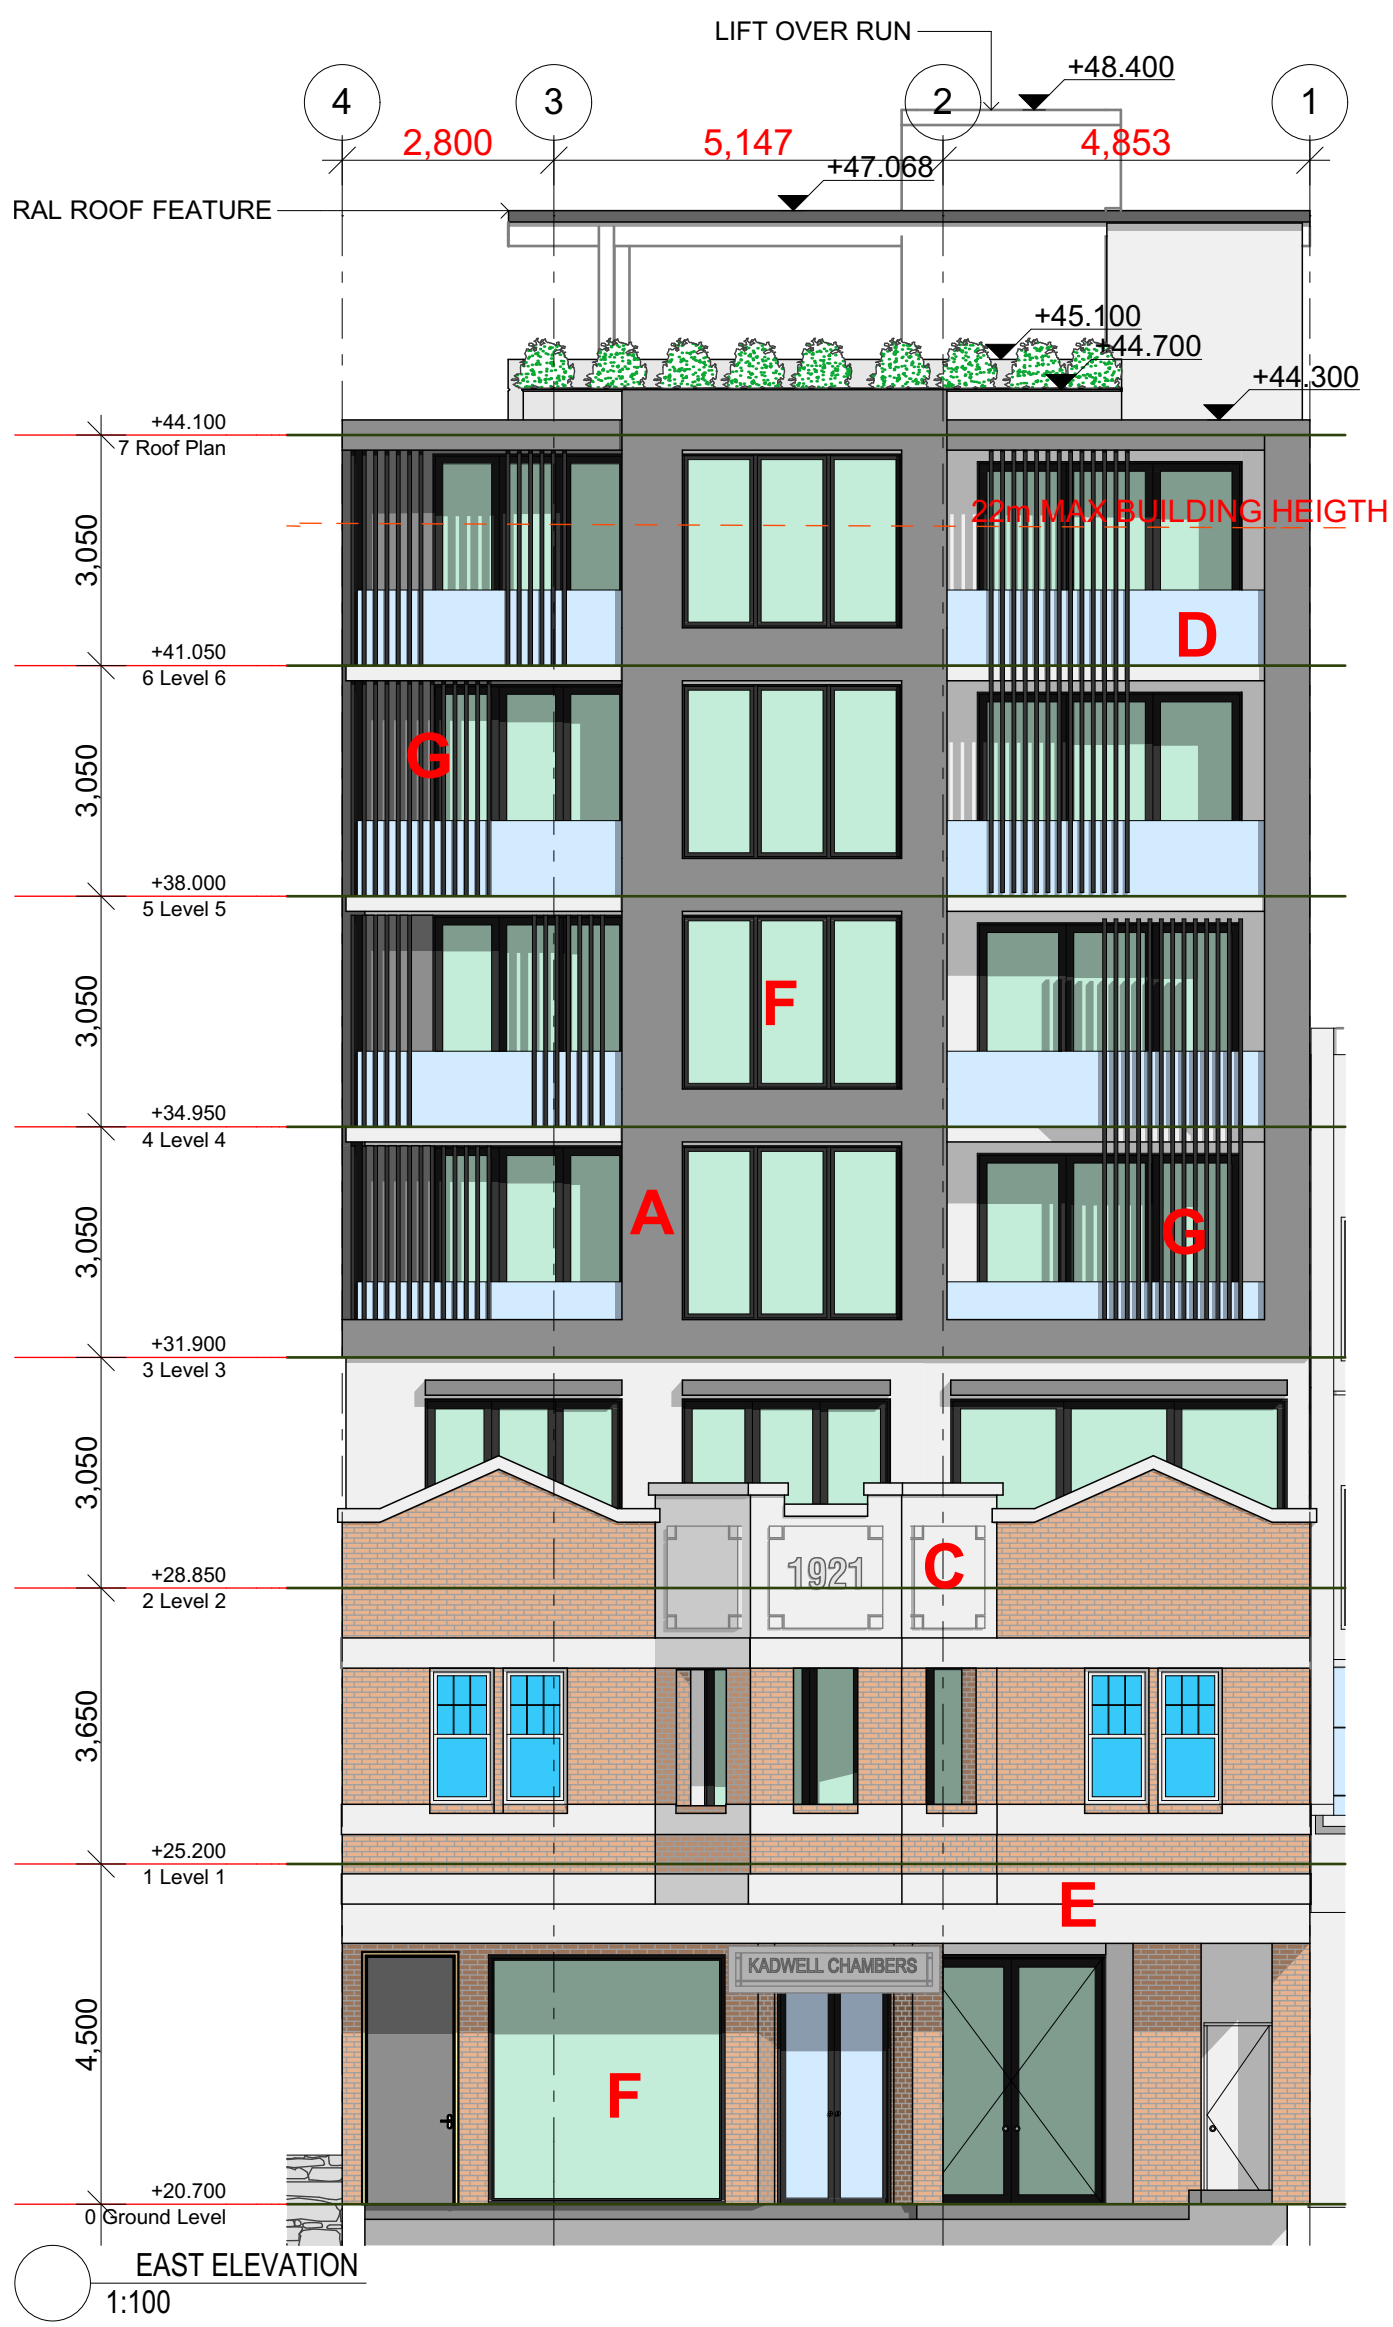 LIFT OVER RUN
+48.400
4
3
2
1
2,800
5,147
4,853
+47.068
RAL ROOF FEATURE
+45.100
+44.700
+44.300
+44.100
7 Roof Plan
22m MAX BUILDING HEIGTH
3,050
D
+41.050
6 Level 6
G
3,050
+38.000
5 Level 5
F
3,050
+34.950
4 Level 4
A
G
3,050
+31.900
3 Level 3
3,050
C
1921
+28.850
2 Level 2
3,650
+25.200
1 Level 1
E
KADWELL CHAMBERS
4,500
F
+20.700
0 Ground Level
EAST ELEVATION
1:100